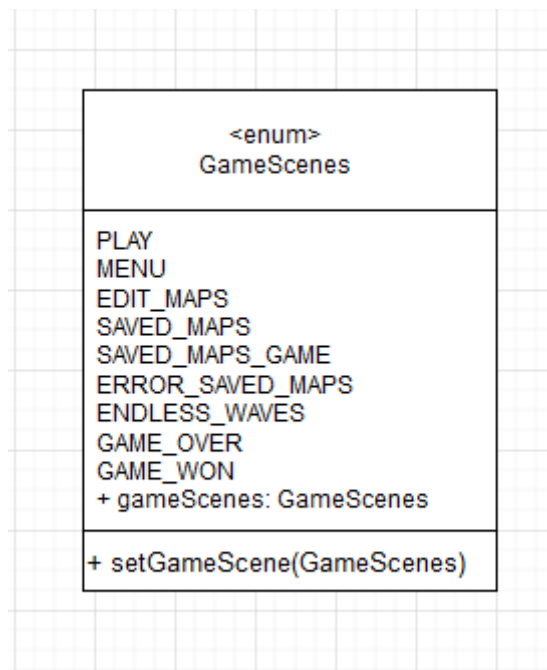 <enum>
GameScenes
PLAY
MENU
EDIT_MAPS
SAVED_MAPS
SAVED_MAPS_GAME
ERROR_SAVED_MAPS
ENDLESS_WAVES
GAME_OVER
GAME_WON
+ gameScenes: GameScenes
+ setGameScene(GameScenes)